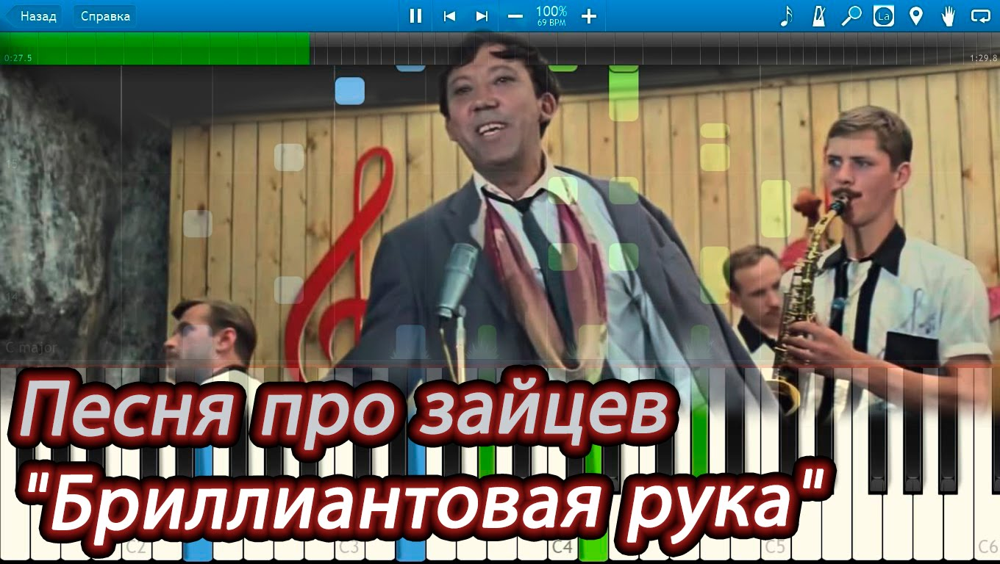 Назад
Справка
100%
69 BPM
La
0:27.5
1:29.8
C major
Песня про зайцев
"Бриллиантовая рука"
C2
C3
C4
C5
C6